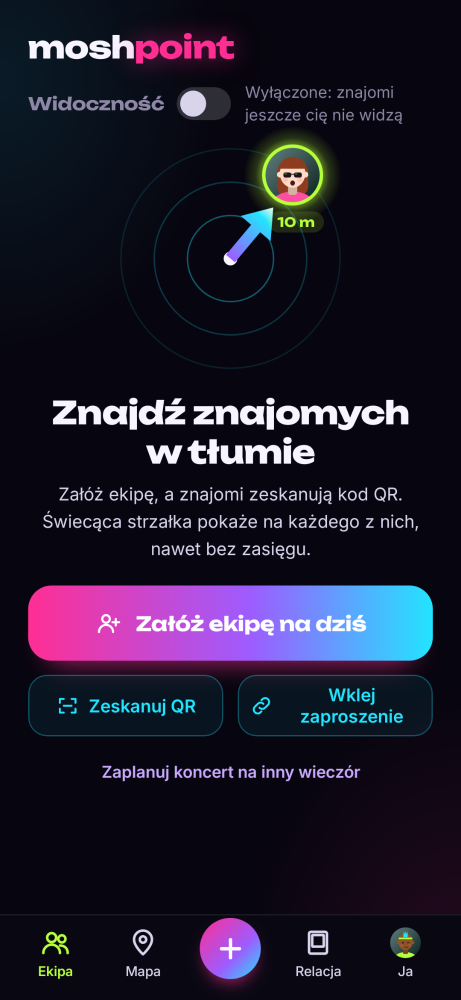 moshpoint
Widoczność
Wyłączone: znajomi
jeszcze cię nie widzą
10 m
Znajdź znajomych
w tłumie
Załóż ekipę, a znajomi zeskanują kod QR.
Świecąca strzałka pokaże na każdego z nich,
nawet bez zasięgu.
Załóż ekipę na dziś
Zeskanuj QR
Wklej
zaproszenie
Zaplanuj koncert na inny wieczór
Ekipa
Mapa
Relacja
Ja